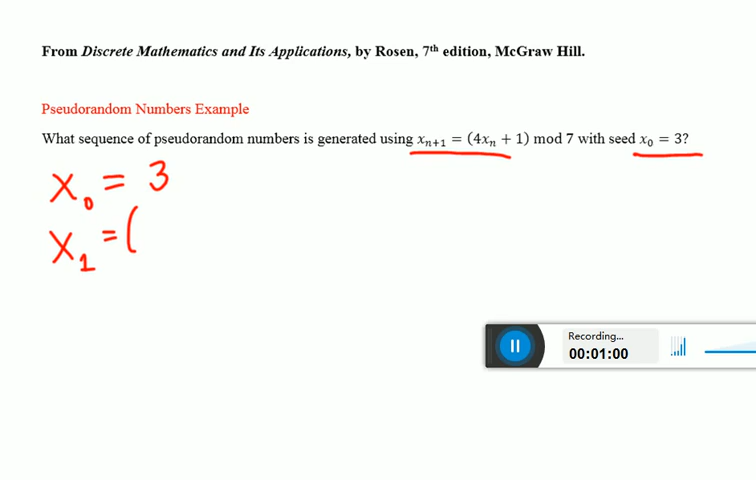 From Discrete Mathematics and Its Applications, by Rosen, 7th edition, McGraw Hill.
Pseudorandom Numbers Example
What sequence of pseudorandom numbers is generated using xₙ₊₁ = (4xₙ + 1) mod 7 with seed x₀ = 3?
x₀ = 3
x₁ = (
Recording...
00:01:00